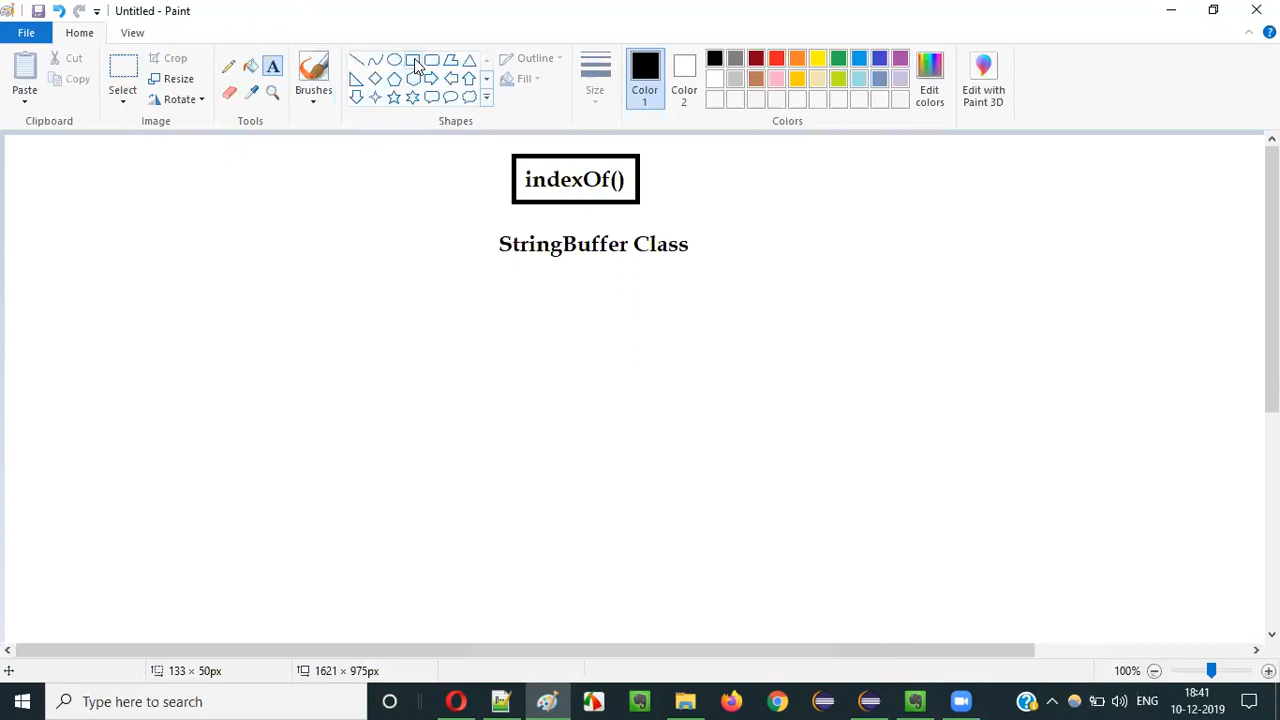 Untitled - Paint
File Home View
Paste
Cut
Copy
Clipboard
Select
Crop
Resize
Rotate
Image
A
Tools
Brushes
Shapes
Outline
Fill
Size
Color 1
Color 2
Edit colors
Edit with Paint 3D
Colors
indexOf()
StringBuffer Class
133 × 50px
1621 × 975px
100%
Type here to search
ENG
18:41
10-12-2019